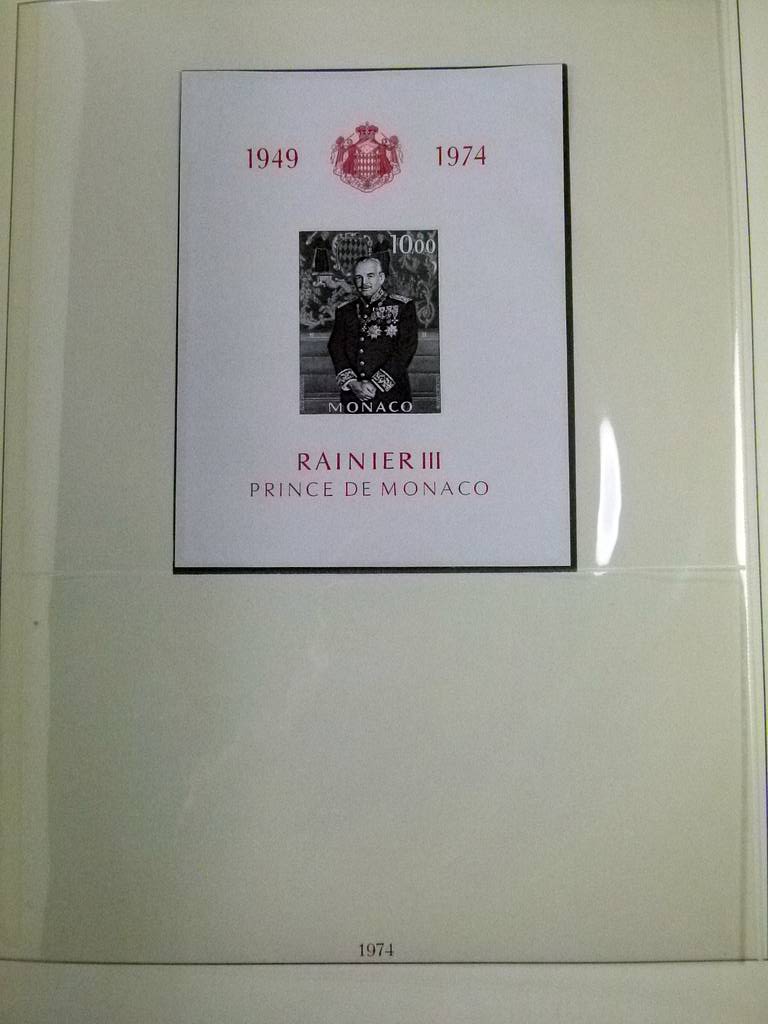 1949 1974
10.00
MONACO
RAINIER III
PRINCE DE MONACO
1974